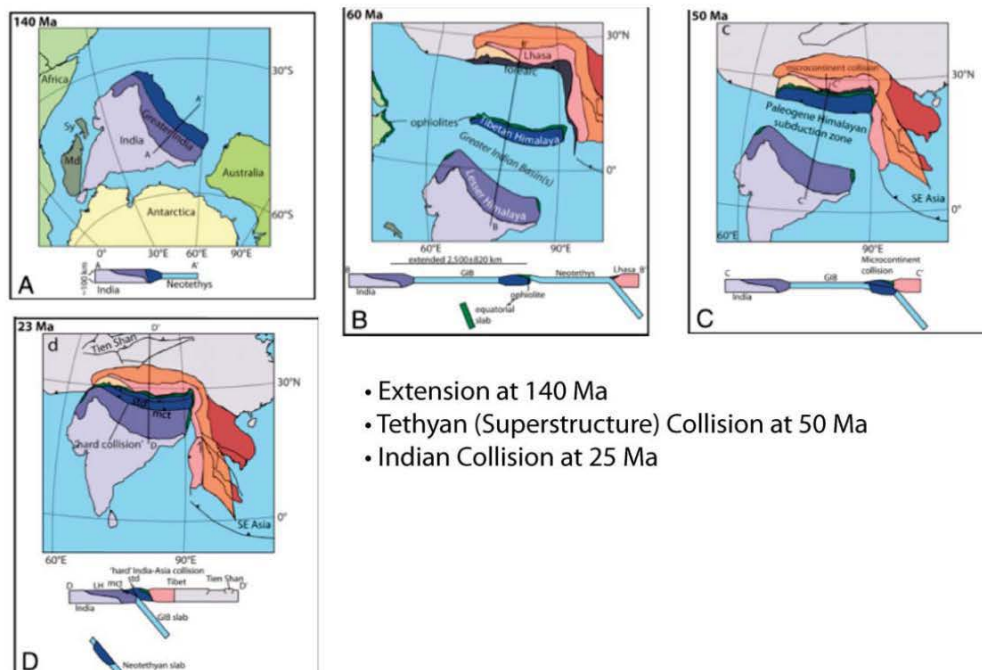 140 Ma
Africa
30°S
Sy
Md
India
Greater India
A'
A
Australia
Antarctica
60°S
0°
30°E
60°E
90°E
A
A'
~100 km
India
Neotethys
A
60 Ma
B'
30°N
Lhasa
forearc
ophiolites
Tibetan Himalaya
Greater Indian Basin(s)
0°
Lesser Himalaya
B
60°E
90°E
extended 2,500±820 km
B
GIB
Neotethys
Lhasa B'
India
ophiolite
equatorial
slab
B
50 Ma
C
microcontinent collision
30°N
C'
Paleogene Himalayan
subduction zone
C
SE Asia
60°E
0°
90°E
Microcontinent
collision
C
GIB
C'
India
C
23 Ma
D'
d
Tien Shan
30°N
std
mct
'hard collision'
D
SE Asia
0°
60°E
90°E
'hard' India-Asia collision
std
D
LH
mct
Tibet
Tien Shan
D'
India
GIB slab
D
Neotethyan slab
• Extension at 140 Ma
• Tethyan (Superstructure) Collision at 50 Ma
• Indian Collision at 25 Ma